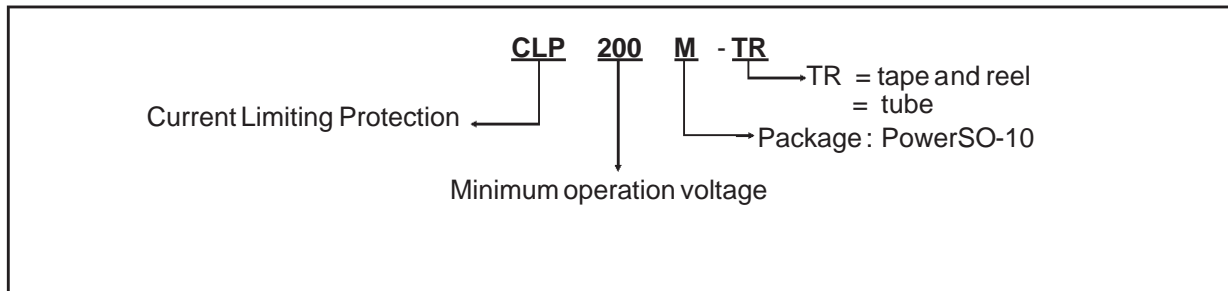 CLP 200 M - TR
TR = tape and reel
= tube
Current Limiting Protection
Package : PowerSO-10
Minimum operation voltage